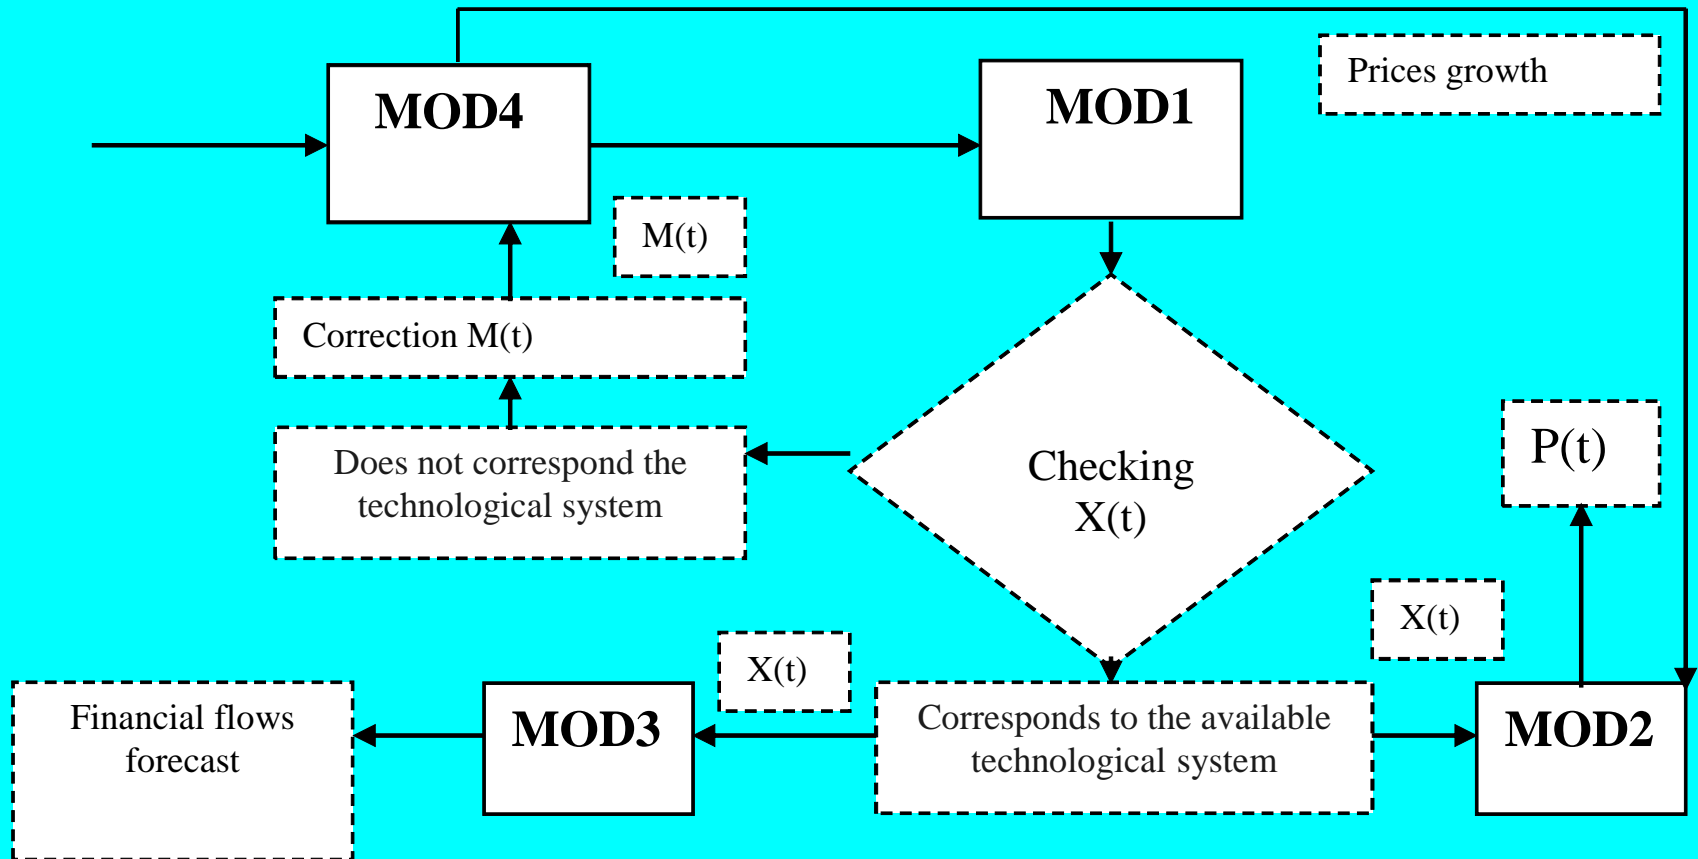 Prices growth
MOD4
MOD1
M(t)
Correction M(t)
Does not correspond the
technological system
Checking
X(t)
P(t)
X(t)
X(t)
Financial flows
forecast
MOD3
Corresponds to the available
technological system
MOD2